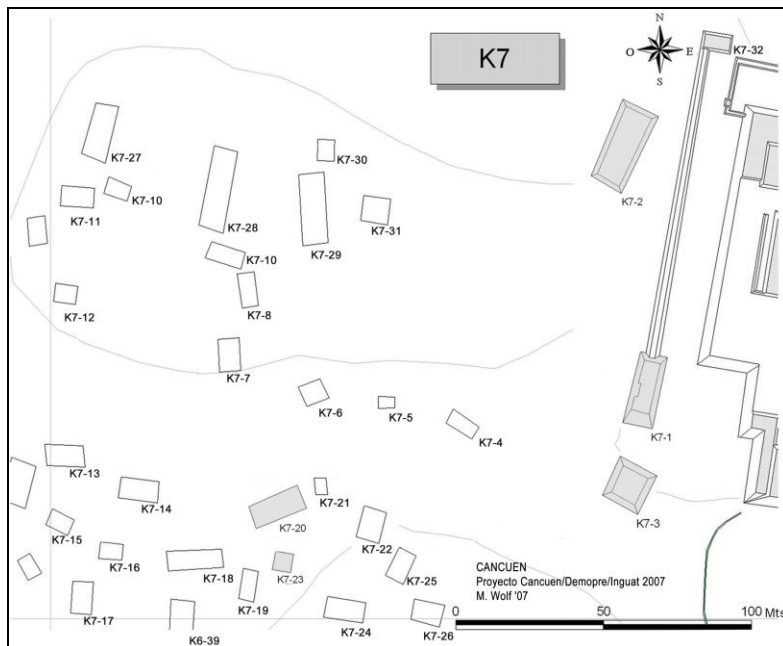 K7
N
O
E
S
K7-32
K7-27
K7-30
K7-2
K7-10
K7-11
K7-28
K7-31
K7-29
K7-10
K7-12
K7-8
K7-7
K7-6
K7-5
K7-4
K7-1
K7-13
K7-14
K7-21
K7-20
K7-3
K7-15
K7-22
K7-16
K7-18
K7-23
K7-25
K7-17
K7-19
K7-24
K7-26
K6-39
CANCUEN
Proyecto Cancuen/Demopre/Inguat 2007
M. Wolf '07
0
50
100 Mts